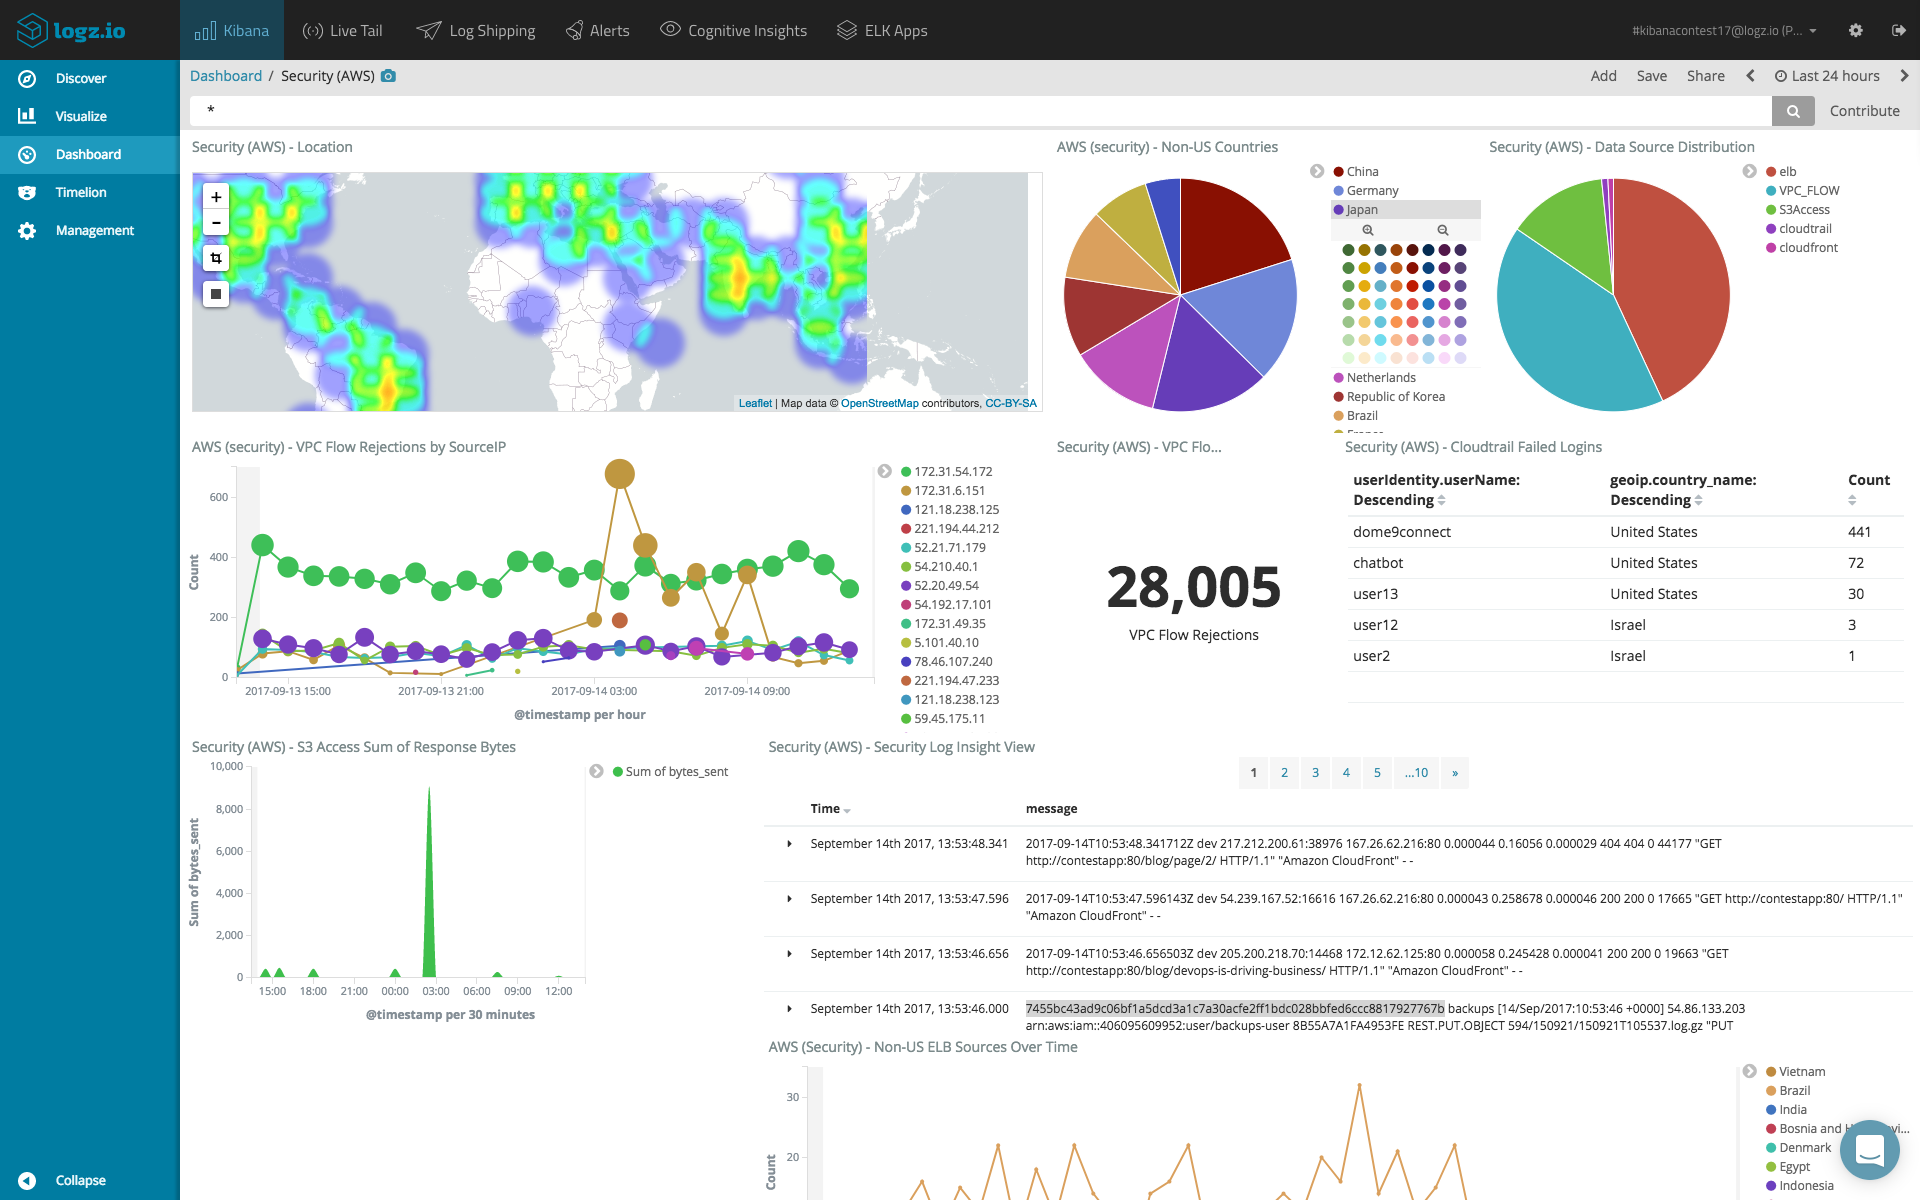 logz.io
Kibana
Live Tail
Log Shipping
Alerts
Cognitive Insights
ELK Apps
#kibanacontest17@logz.io (P...
Discover
Visualize
Dashboard
Timelion
Management
Collapse
Dashboard / Security (AWS)
Add
Save
Share
Last 24 hours
*
Contribute
Security (AWS) - Location
+
-
Leaflet | Map data © OpenStreetMap contributors, CC-BY-SA
AWS (security) - Non-US Countries
China
Germany
Japan
Netherlands
Republic of Korea
Brazil
Security (AWS) - Data Source Distribution
elb
VPC_FLOW
S3Access
cloudtrail
cloudfront
AWS (security) - VPC Flow Rejections by SourceIP
Count
600
400
200
0
2017-09-13 15:00
2017-09-13 21:00
2017-09-14 03:00
2017-09-14 09:00
@timestamp per hour
172.31.54.172
172.31.6.151
121.18.238.125
221.194.44.212
52.21.71.179
54.210.40.1
52.20.49.54
54.192.17.101
172.31.49.35
5.101.40.10
78.46.107.240
221.194.47.233
121.18.238.123
59.45.175.11
Security (AWS) - VPC Flo...
28,005
VPC Flow Rejections
Security (AWS) - Cloudtrail Failed Logins
userIdentity.userName: Descending
geoip.country_name: Descending
Count
dome9connect United States 441
chatbot United States 72
user13 United States 30
user12 Israel 3
user2 Israel 1
Security (AWS) - S3 Access Sum of Response Bytes
Sum of bytes_sent
10,000
8,000
6,000
4,000
2,000
0
15:00
18:00
21:00
00:00
03:00
06:00
09:00
12:00
@timestamp per 30 minutes
Sum of bytes_sent
Security (AWS) - Security Log Insight View
1 2 3 4 5 ...10 »
Time message
September 14th 2017, 13:53:48.341 2017-09-14T10:53:48.341712Z dev 217.212.200.61:38976 167.26.62.216:80 0.000044 0.16056 0.000029 404 404 0 44177 "GET
http://contestapp:80/blog/page/2/ HTTP/1.1" "Amazon CloudFront" - -
September 14th 2017, 13:53:47.596 2017-09-14T10:53:47.596143Z dev 54.239.167.52:16616 167.26.62.216:80 0.000043 0.258678 0.000046 200 200 0 17665 "GET http://contestapp:80/ HTTP/1.1"
"Amazon CloudFront" - -
September 14th 2017, 13:53:46.656 2017-09-14T10:53:46.656503Z dev 205.200.218.70:14468 172.12.62.125:80 0.000058 0.245428 0.000041 200 200 0 19663 "GET
http://contestapp:80/blog/devops-is-driving-business/ HTTP/1.1" "Amazon CloudFront" - -
September 14th 2017, 13:53:46.000 7455bc43ad9c06bf1a5dcd3a1c7a30acfe2ff1bdc028bbfed6ccc8817927767b backups [14/Sep/2017:10:53:46 +0000] 54.86.133.203
arn:aws:iam::406095609952:user/backups-user 8B55A7A1FA4953FE REST.PUT.OBJECT 594/150921/150921T105537.log.gz "PUT
AWS (Security) - Non-US ELB Sources Over Time
Count
30
20
Vietnam
Brazil
India
Bosnia and
Denmark
Egypt
Indonesia